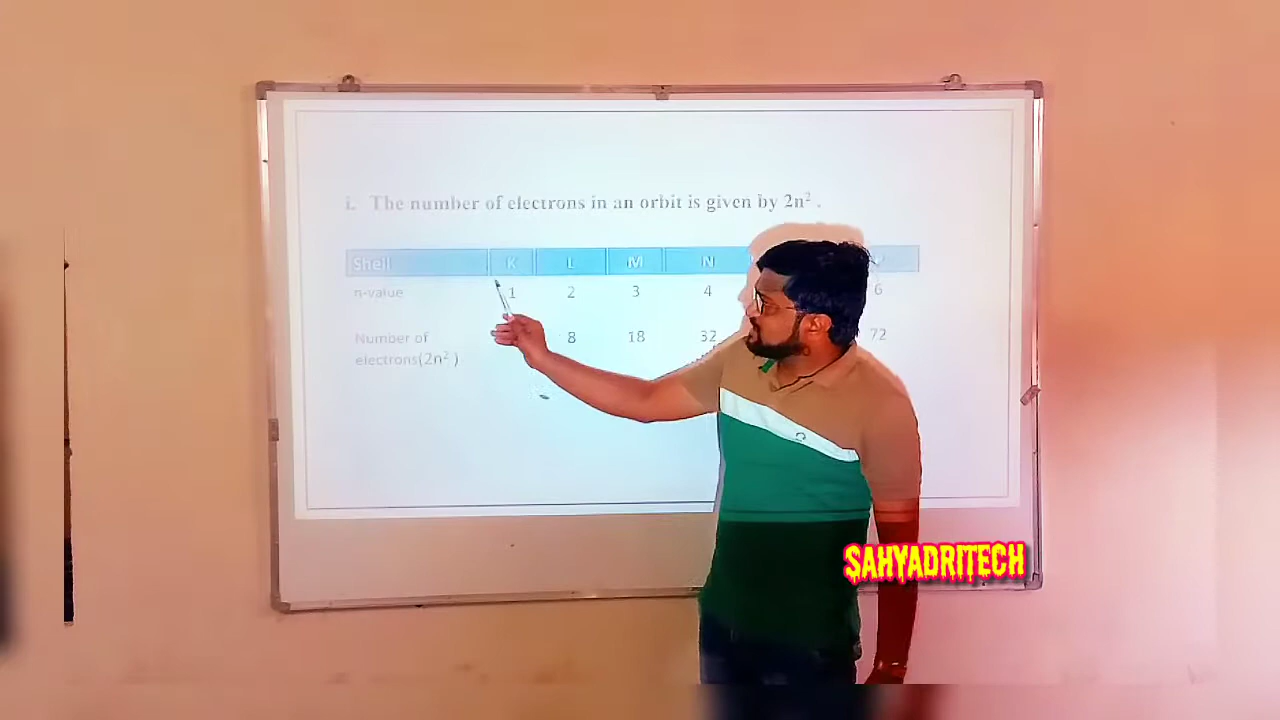 i. The number of electrons in an orbit is given by 2n².
Shell K L M N
n-value 1 2 3 4 6
Number of 8 18 32 72
electrons(2n²)
SAHYADRITECH